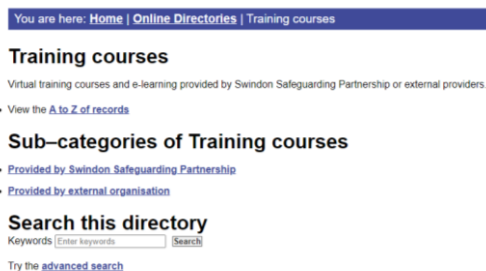 You are here: Home | Online Directories | Training courses
Training courses
Virtual training courses and e-learning provided by Swindon Safeguarding Partnership or external providers.
View the A to Z of records
Sub–categories of Training courses
Provided by Swindon Safeguarding Partnership
Provided by external organisation
Search this directory
Keywords Enter keywords Search
Try the advanced search